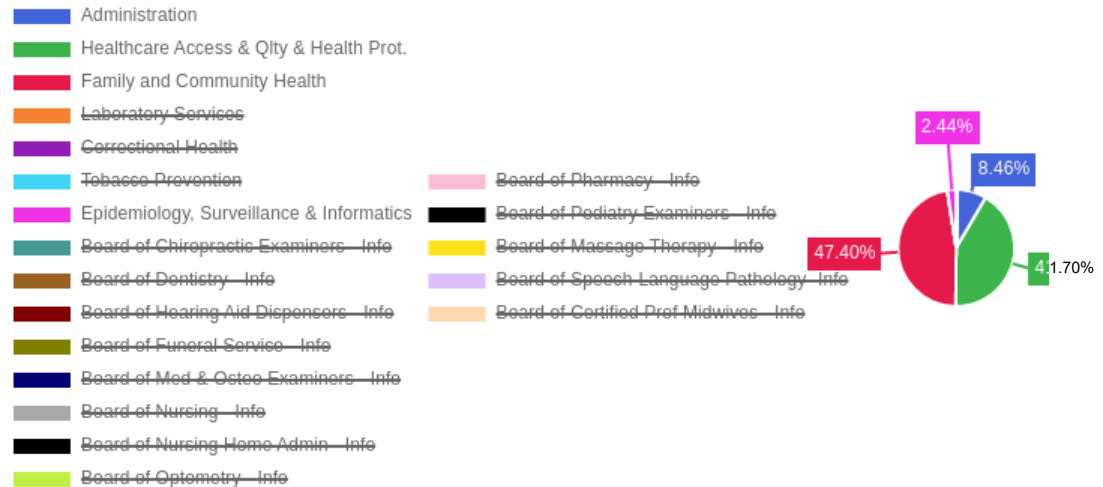 Administration
Healthcare Access & Qlty & Health Prot.
Family and Community Health
Laboratory Services
Correctional Health
Tobacco Prevention
Epidemiology, Surveillance & Informatics
Board of Chiropractic Examiners - Info
Board of Dentistry - Info
Board of Hearing Aid Dispensers - Info
Board of Funeral Service - Info
Board of Med & Osteo Examiners - Info
Board of Nursing - Info
Board of Nursing Home Admin - Info
Board of Optometry - Info
Board of Pharmacy - Info
Board of Podiatry Examiners - Info
Board of Massage Therapy - Info
Board of Speech-Language Pathology- Info
Board of Certified Prof Midwives - Info
2.44%
8.46%
47.40%
41.70%